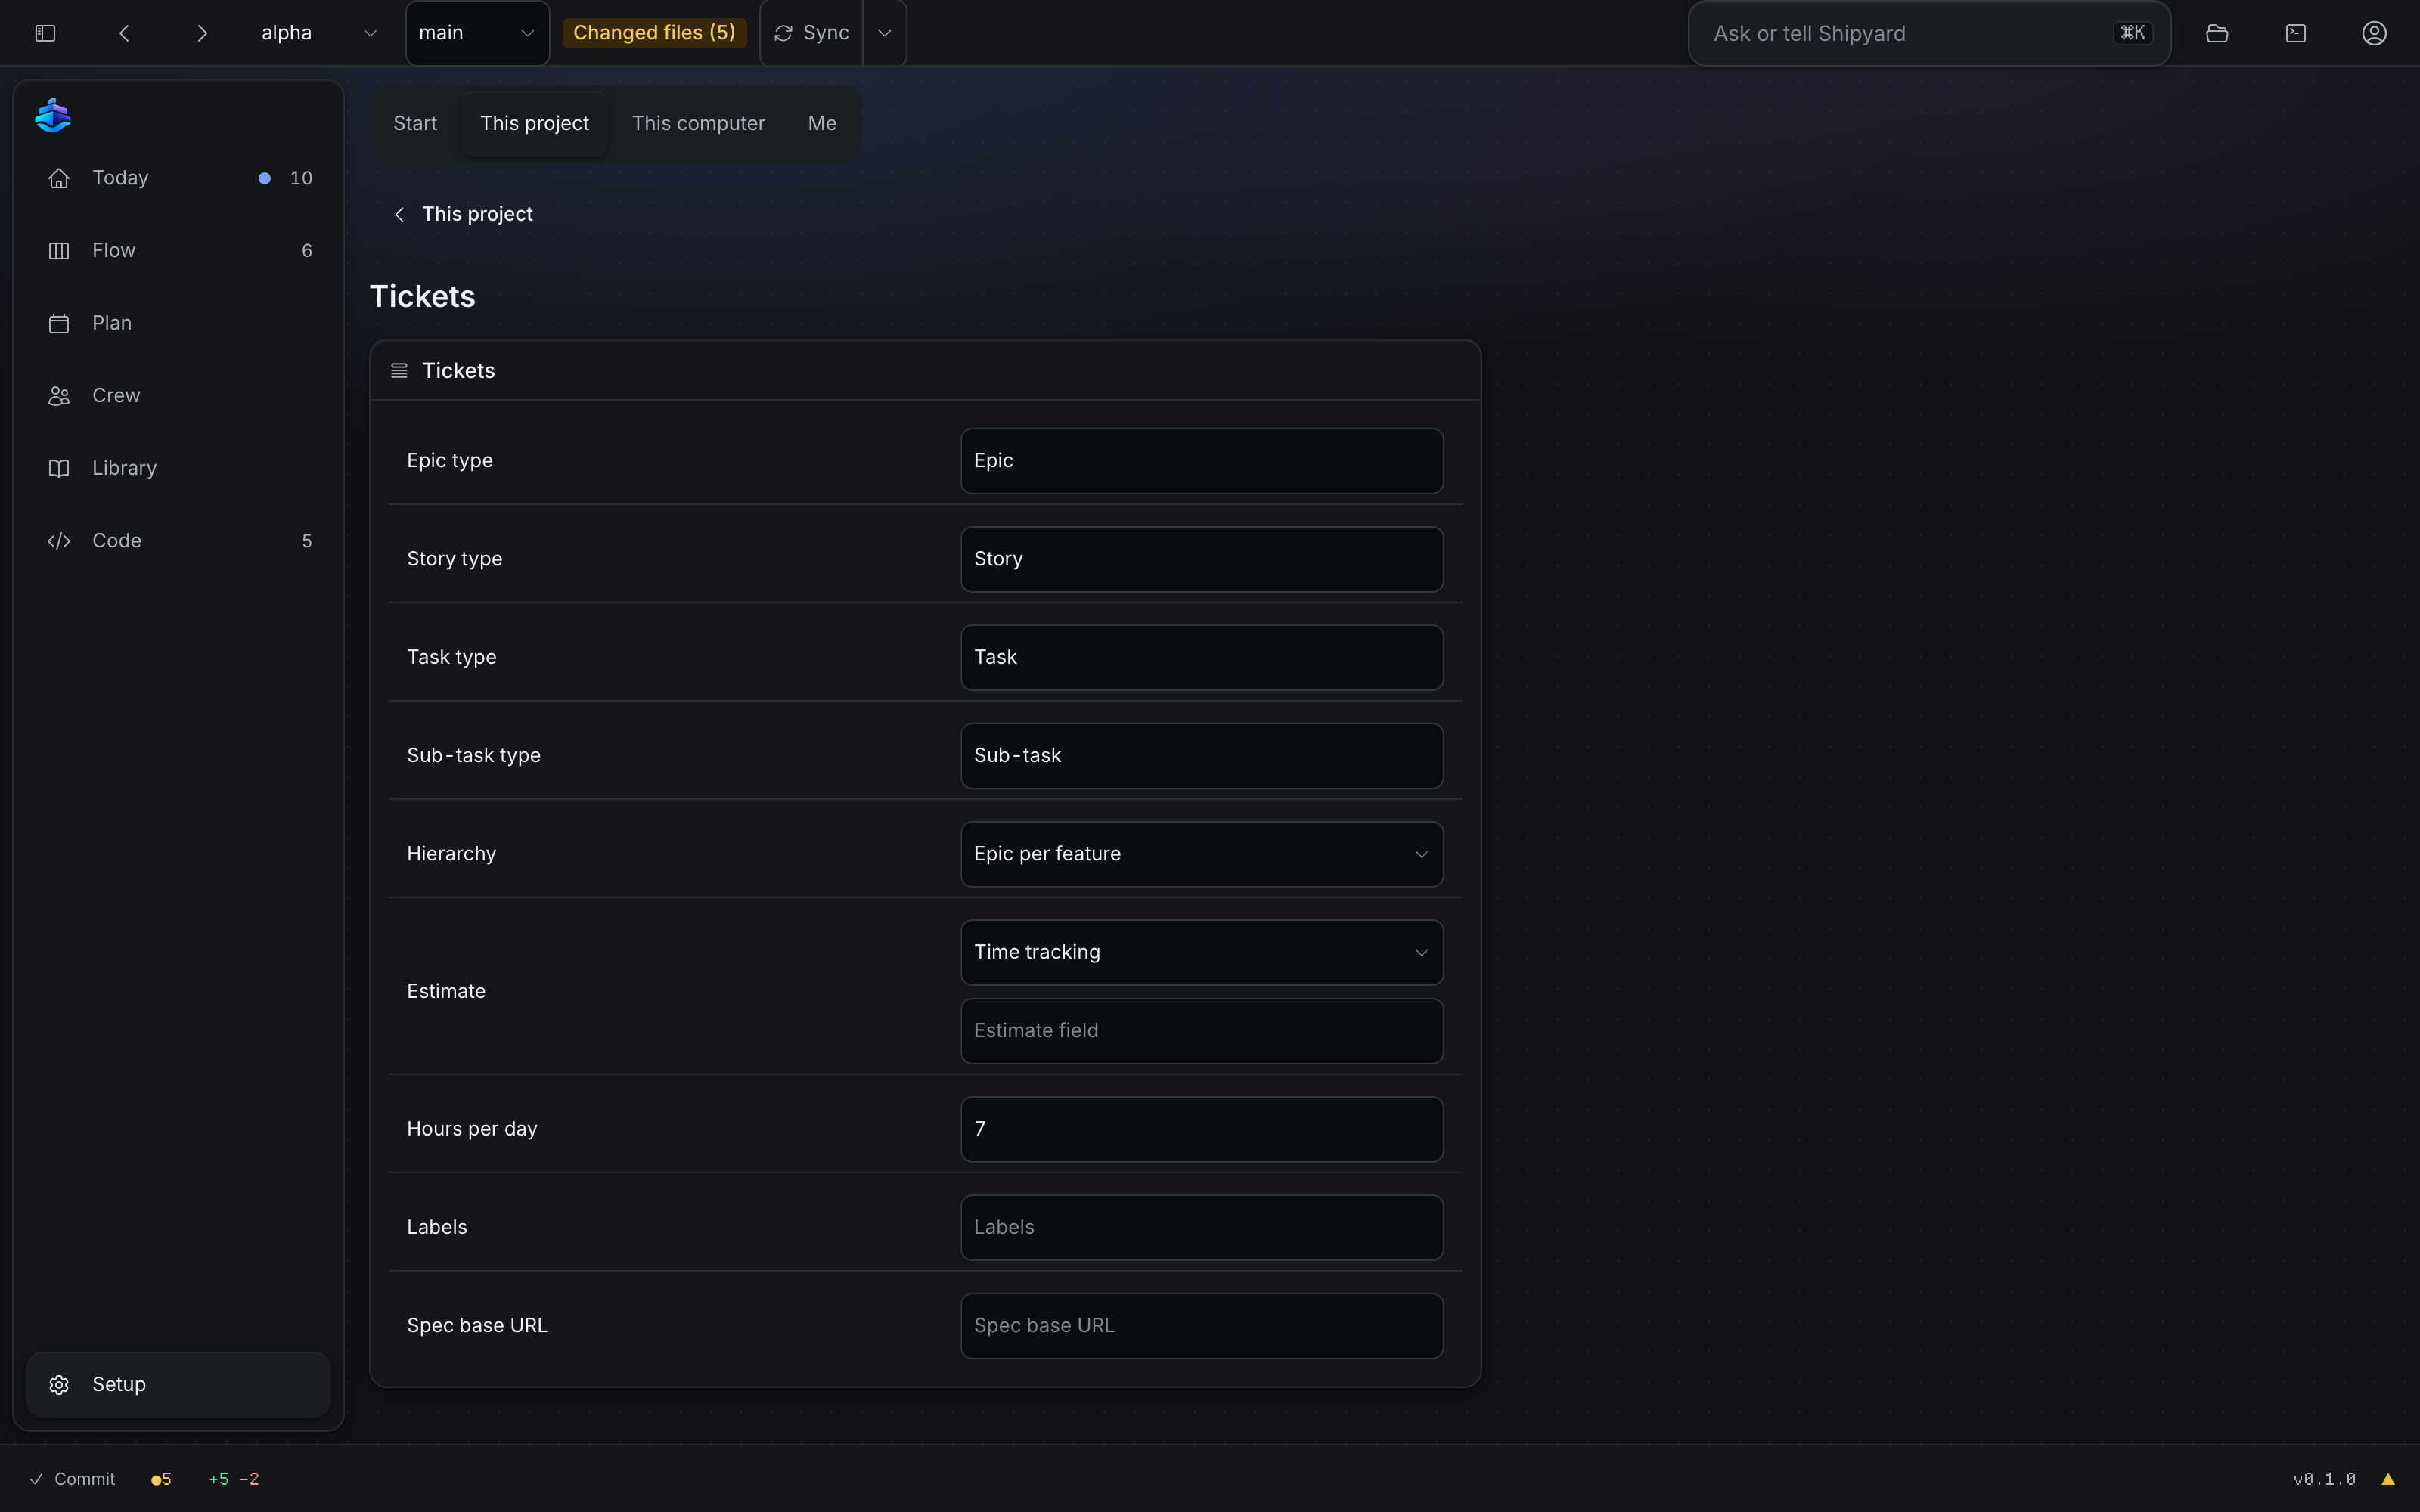 alpha
main
Changed files (5)
Sync
Ask or tell Shipyard
⌘K
Start
This project
This computer
Me
Today
10
Flow
6
Plan
Crew
Library
Code
5
Setup
This project
Tickets
Tickets
Epic type
Epic
Story type
Story
Task type
Task
Sub-task type
Sub-task
Hierarchy
Epic per feature
Estimate
Time tracking
Estimate field
Hours per day
7
Labels
Labels
Spec base URL
Spec base URL
Commit
5
+5 -2
v0.1.0